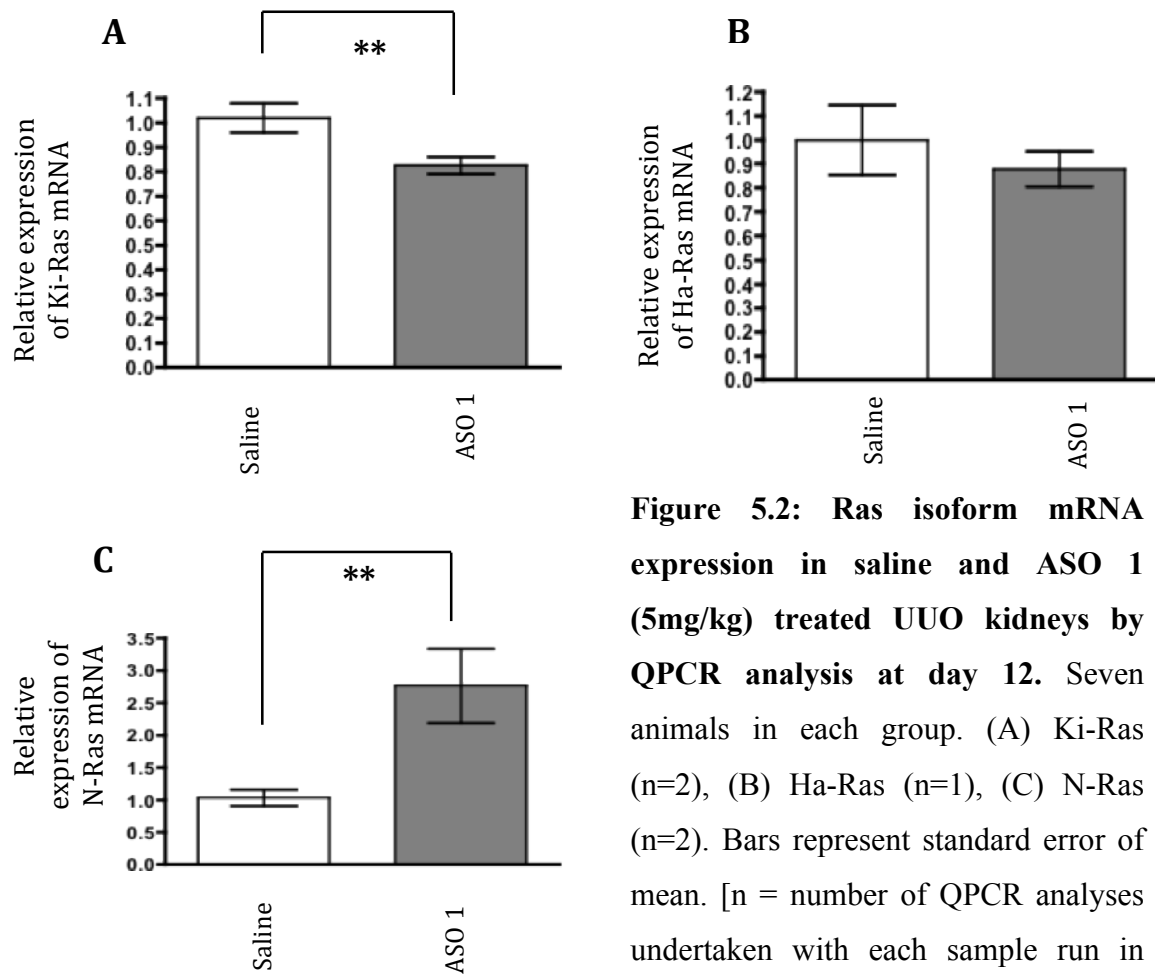 A
**
Relative expression
of Ki-Ras mRNA
1.1
1.0
0.9
0.8
0.7
0.6
0.5
0.4
0.3
0.2
0.1
0.0
Saline
ASO 1
B
Relative expression
of Ha-Ras mRNA
1.2
1.1
1.0
0.9
0.8
0.7
0.6
0.5
0.4
0.3
0.2
0.1
0.0
Saline
ASO 1
C
**
Relative
expression of
N-Ras mRNA
3.5
3.0
2.5
2.0
1.5
1.0
0.5
0.0
Saline
ASO 1
Figure 5.2: Ras isoform mRNA
expression in saline and ASO 1
(5mg/kg) treated UUO kidneys by
QPCR analysis at day 12. Seven
animals in each group. (A) Ki-Ras
(n=2), (B) Ha-Ras (n=1), (C) N-Ras
(n=2). Bars represent standard error of
mean. [n = number of QPCR analyses
undertaken with each sample run in